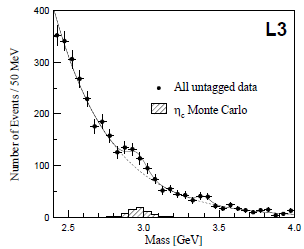 L3
400
300
200
100
0
Number of Events / 50 MeV
All untagged data
ηc Monte Carlo
2.5 3.0 3.5 4.0
Mass [GeV]